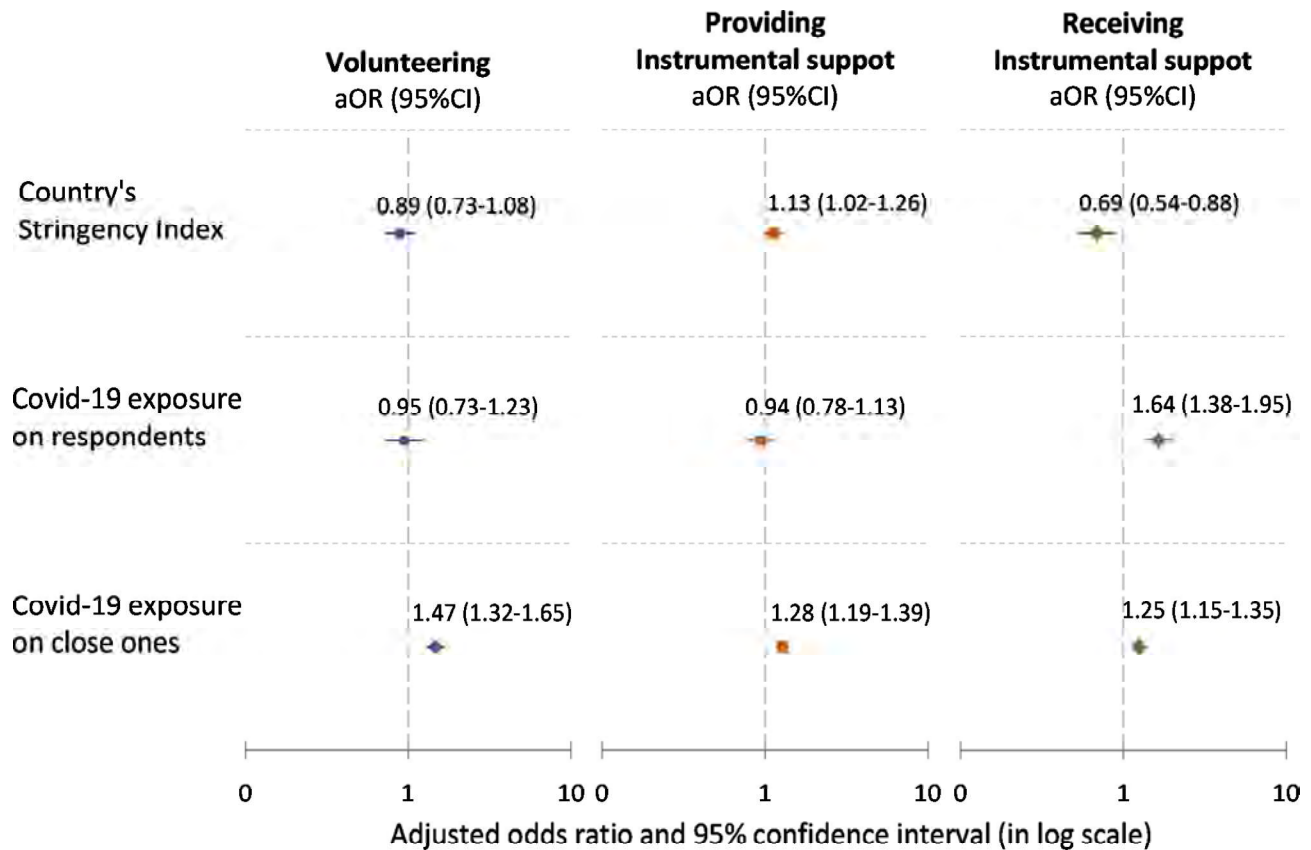 Volunteering
aOR (95%CI)
Providing
Instrumental suppot
aOR (95%CI)
Receiving
Instrumental suppot
aOR (95%CI)
Country's
Stringency Index
0.89 (0.73-1.08)
1.13 (1.02-1.26)
0.69 (0.54-0.88)
Covid-19 exposure
on respondents
0.95 (0.73-1.23)
0.94 (0.78-1.13)
1.64 (1.38-1.95)
Covid-19 exposure
on close ones
1.47 (1.32-1.65)
1.28 (1.19-1.39)
1.25 (1.15-1.35)
0 1 10 0 1 10 0 1 10
Adjusted odds ratio and 95% confidence interval (in log scale)